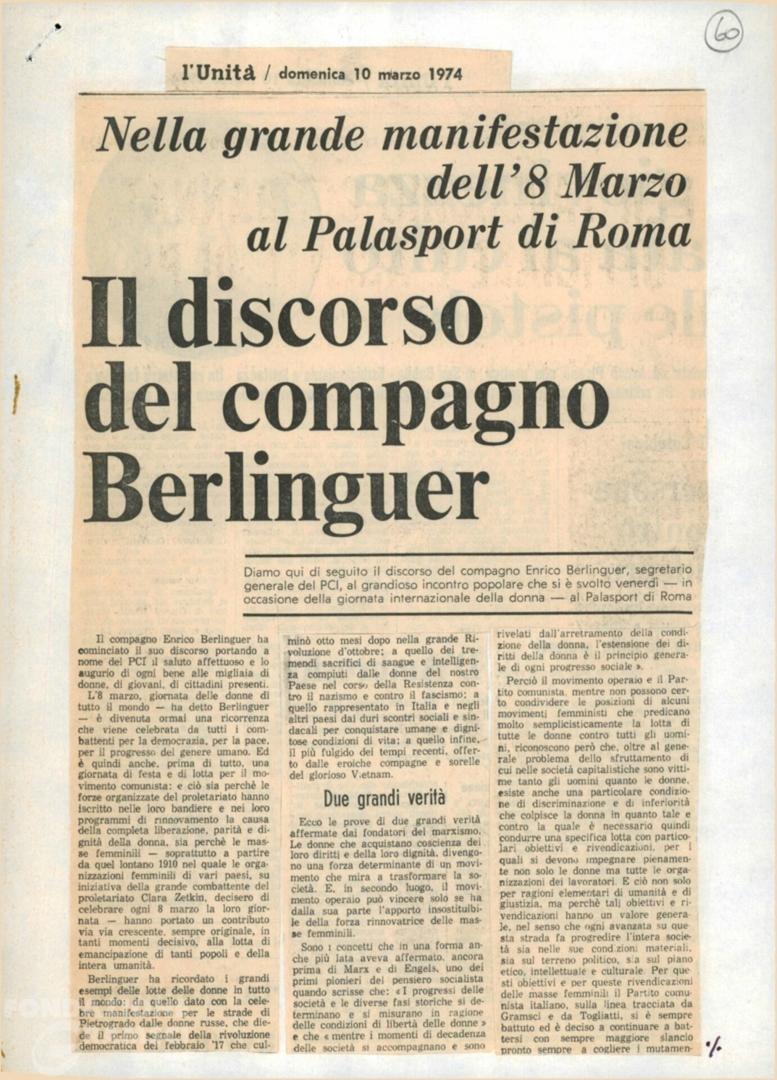 60
l'Unità / domenica 10 marzo 1974
Nella grande manifestazione
dell'8 Marzo
al Palasport di Roma
Il discorso
del compagno
Berlinguer
Diamo qui di seguito il discorso del compagno Enrico Berlinguer, segretario
generale del PCI, al grandioso incontro popolare che si è svolto venerdì — in
occasione della giornata internazionale della donna — al Palasport di Roma
Il compagno Enrico Berlinguer ha
cominciato il suo discorso portando a
nome del PCI il saluto affettuoso e lo
augurio di ogni bene alle migliaia di
donne, di giovani, di cittadini presenti.
L'8 marzo, giornata delle donne di
tutto il mondo — ha detto Berlinguer
— è divenuta ormai una ricorrenza
che viene celebrata da tutti i com-
battenti per la democrazia, per la pace,
per il progresso del genere umano. Ed
è quindi anche, prima di tutto, una
giornata di festa e di lotta per il mo-
vimento comunista: e ciò sia perchè le
forze organizzate del proletariato hanno
iscritto nelle loro bandiere e nei loro
programmi di rinnovamento la causa
della completa liberazione, parità e di-
gnità della donna, sia perchè le mas-
se femminili — soprattutto a partire
da quel lontano 1910 nel quale le orga-
nizzazioni femminili di vari paesi, su
iniziativa della grande combattente del
proletariato Clara Zetkin, decisero di
celebrare ogni 8 marzo la loro gior-
nata — hanno portato un contributo
via via crescente, sempre originale, in
tanti momenti decisivo, alla lotta di
emancipazione di tanti popoli e della
intera umanità.
Berlinguer ha ricordato i grandi
esempi delle lotte delle donne in tutto
il mondo: da quello dato con la cele-
bre manifestazione per le strade di
Pietrogrado dalle donne russe, che die-
de il primo segnale della rivoluzione
democratica del febbraio '17 che cul-
minò otto mesi dopo nella grande Ri-
voluzione d'ottobre; a quello dei tre-
mendi sacrifici di sangue e intelligen-
za compiuti dalle donne del nostro
Paese nel corso della Resistenza con-
tro il nazismo e contro il fascismo; a
quello rappresentato in Italia e negli
altri paesi dai duri scontri sociali e sin-
dacali per conquistare umane e digni-
tose condizioni di vita; a quello infine,
il più fulgido dei tempi recenti, offer-
to dalle eroiche compagne e sorelle
del glorioso Vietnam.
Due grandi verità
Ecco le prove di due grandi verità
affermate dai fondatori del marxismo.
Le donne che acquistano coscienza dei
loro diritti e della loro dignità, divengo-
no una forza determinante di un movi-
mento che mira a trasformare la so-
cietà. E, in secondo luogo, il movi-
mento operaio può vincere solo se ha
dalla sua parte l'apporto insostituibi-
le della forza rinnovatrice delle mas-
se femminili.
Sono i concetti che in una forma an-
che più lata aveva affermato, ancora
prima di Marx e di Engels, uno dei
primi pionieri del pensiero socialista
quando scrisse che: «I progressi delle
società e le diverse fasi storiche si de-
terminano e si misurano in ragione
delle condizioni di libertà delle donne »
e che « mentre i momenti di decadenza
delle società si accompagnano e sono
rivelati dall'arretramento della condi-
zione della donna, l'estensione dei di-
ritti della donna è il principio genera-
le di ogni progresso sociale ».
Perciò il movimento operaio e il Par-
tito comunista, mentre non possono cer-
to condividere le posizioni di alcuni
movimenti femministi che predicano
molto semplicisticamente la lotta di
tutte le donne contro tutti gli uomi-
ni, riconoscono però che, oltre al gene-
rale problema dello sfruttamento di
cui nelle società capitalistiche sono vitti-
me tanto gli uomini quanto le donne,
esiste anche una particolare condizio-
ne di discriminazione e di inferiorità
che colpisce la donna in quanto tale e
contro la quale è necessario quindi
condurre una specifica lotta con partico-
lari obiettivi e rivendicazioni, per i
quali si devono impegnare pienamen-
te non solo le donne ma tutte le or-
ganizzazioni dei lavoratori. E ciò non solo
per ragioni elementari di umanità e di
giustizia, ma perchè tali obiettivi e ri-
vendicazioni hanno un valore genera-
le, nel senso che ogni avanzata su que-
sta strada fa progredire l'intera socie-
tà sia nelle sue condizioni materiali,
sia sul terreno politico, sia sul piano
etico, intellettuale e culturale. Per que-
sti obiettivi e per queste rivendicazioni
delle masse femminili il Partito comu-
nista italiano, sulla linea tracciata da
Gramsci e da Togliatti, si è sempre
battuto ed è deciso a continuare a bat-
tersi con sempre maggiore slancio
pronto sempre a cogliere i mutamen-
./.